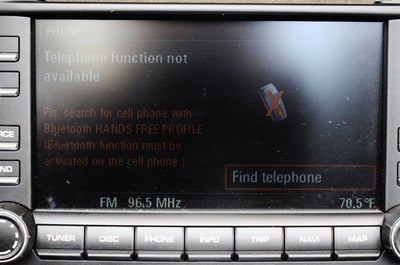 PHONE
Telephone function not
available
Pls. search for cell phone with
Bluetooth HANDS FREE PROFILE
(Bluetooth function must be
activated on the cell phone.)
Find telephone
FM 96,5 MHz 70.5°F
TUNER DISC PHONE INFO TRIP NAVI MAP